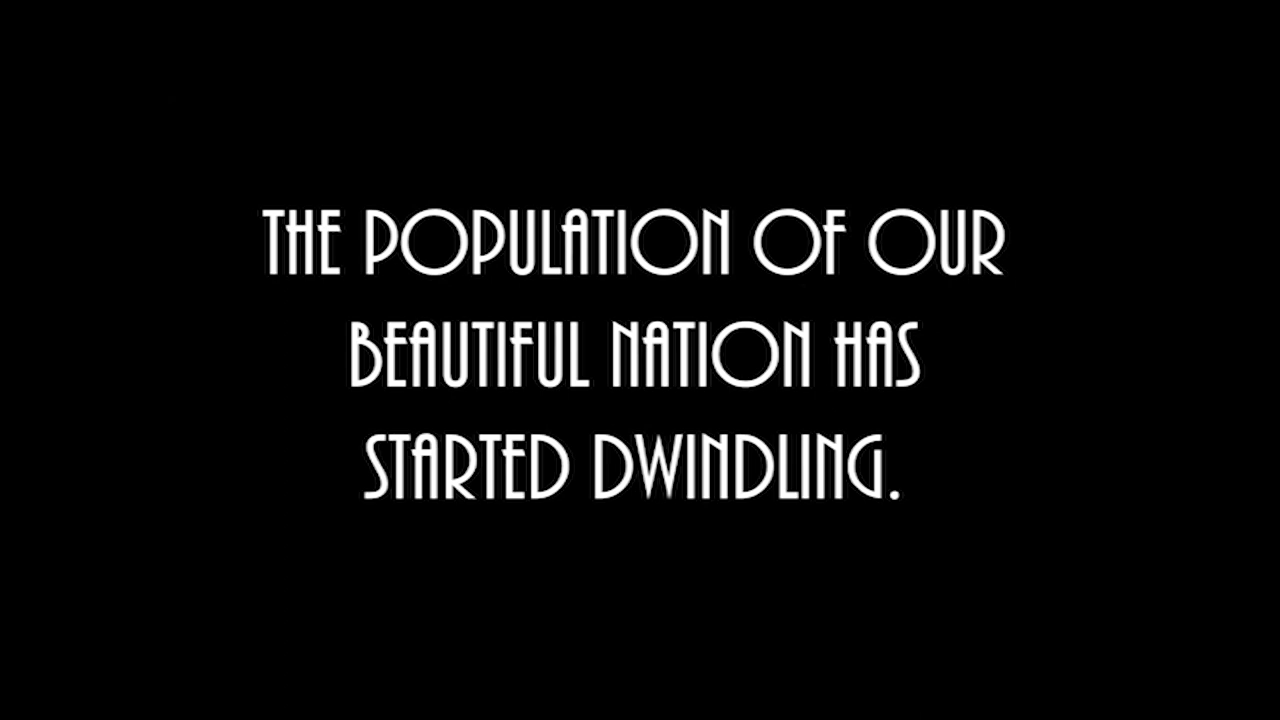 THE POPULATION OF OUR
BEAUTIFUL NATION HAS
STARTED DWINDLING.